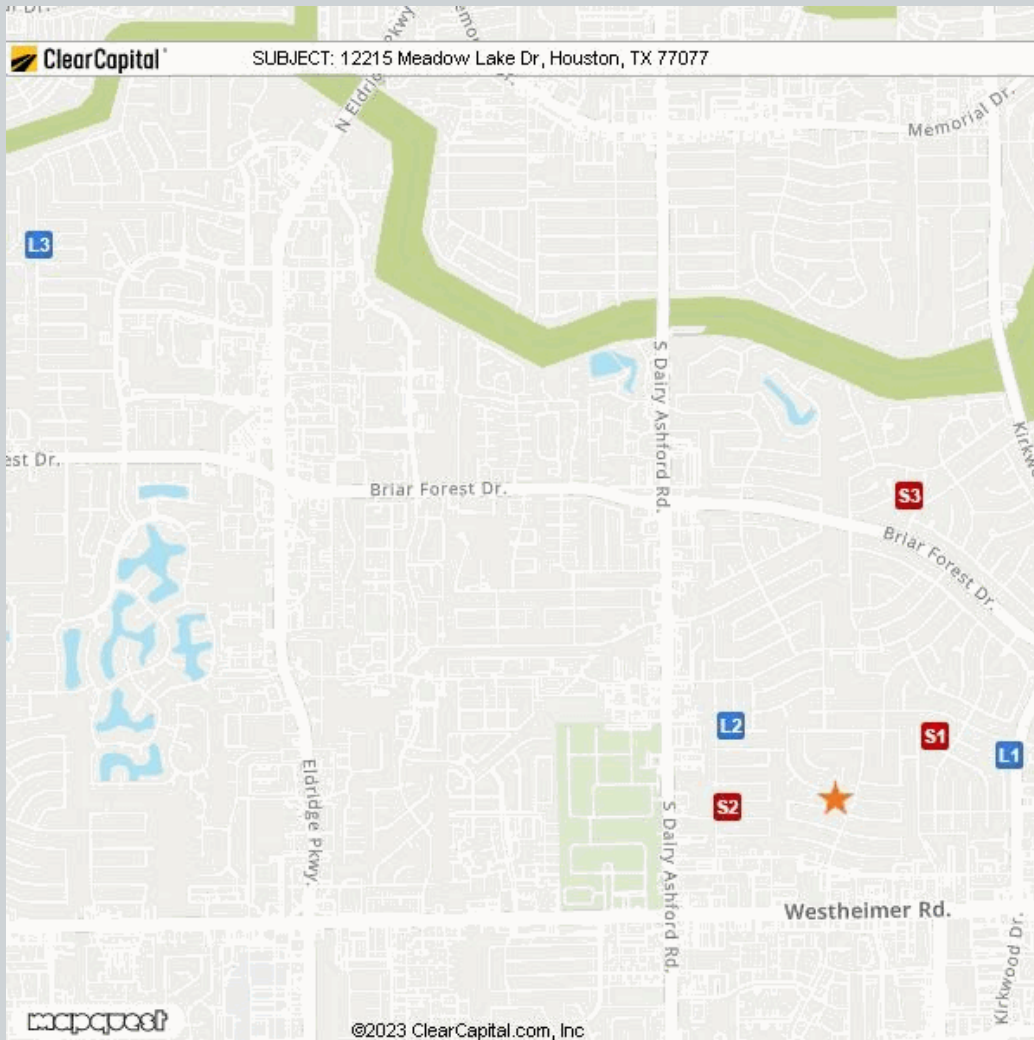 ClearCapital
SUBJECT: 12215 Meadow Lake Dr, Houston, TX 77077
N Eldridge Pkwy
Memorial Dr.
L3
S Dairy Ashford Rd.
est Dr.
Briar Forest Dr.
S3
Briar Forest Dr.
L2
S1
L1
S2
Eldridge Pkwy.
S Dairy Ashford Rd.
Westheimer Rd.
Kirkwood Dr.
mapquest
©2023 ClearCapital.com, Inc